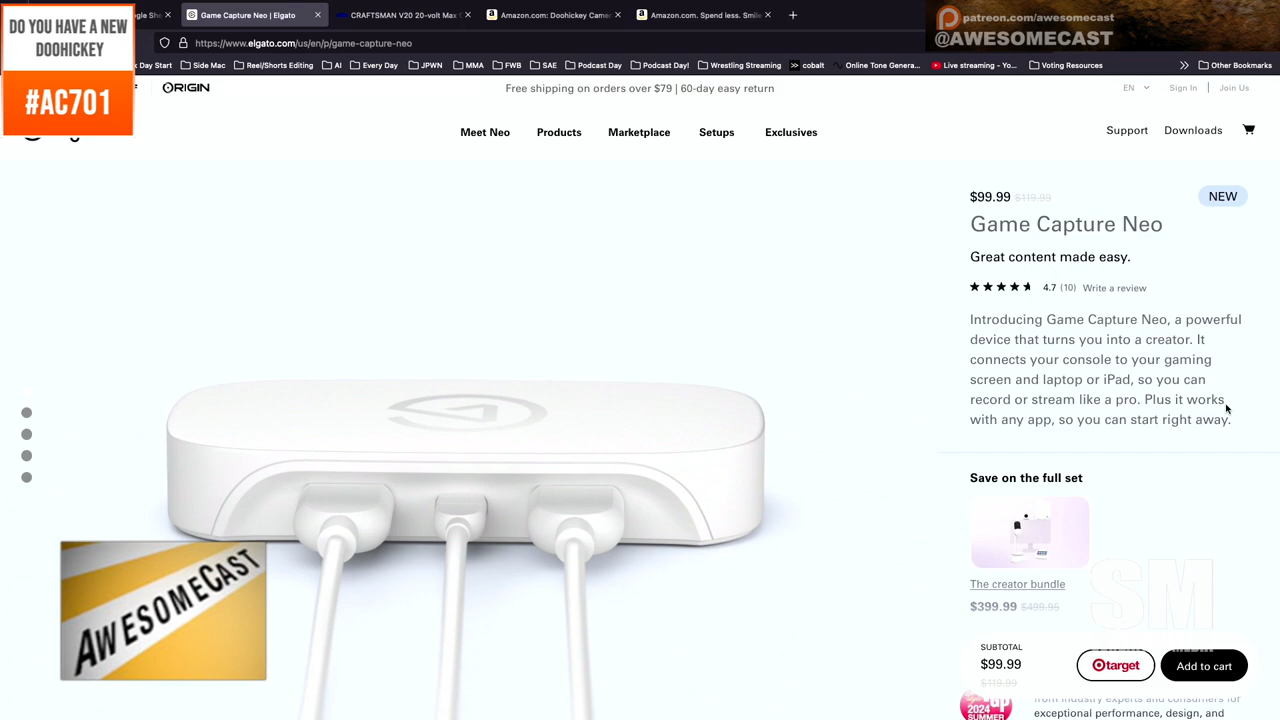 DO YOU HAVE A NEW
DOOHICKEY
#AC701
Game Capture Neo | Elgato
CRAFTSMAN V20 20-volt Max
Amazon.com: Doohickey Camer
Amazon.com. Spend less. Smile
patreon.com/awesomecast
@AWESOMECAST
https://www.elgato.com/us/en/p/game-capture-neo
Day Start
Side Mac
Reel/Shorts Editing
AI
Every Day
JPWN
MMA
FWB
SAE
Podcast Day
Podcast Day!
Wrestling Streaming
cobalt
Online Tone Genera...
Live streaming - Yo...
Voting Resources
Other Bookmarks
ORIGIN
Free shipping on orders over $79 | 60-day easy return
EN
Sign In
Join Us
Meet Neo
Products
Marketplace
Setups
Exclusives
Support
Downloads
$99.99 $119.99
NEW
Game Capture Neo
Great content made easy.
4.7 (10) Write a review
Introducing Game Capture Neo, a powerful
device that turns you into a creator. It
connects your console to your gaming
screen and laptop or iPad, so you can
record or stream like a pro. Plus it works
with any app, so you can start right away.
Save on the full set
The creator bundle
$399.99 $499.95
SM
SUBTOTAL
$99.99
$119.99
target
Add to cart
AWESOMECAST
2024
SUMMER
from industry experts and consumers for
exceptional performance, design, and